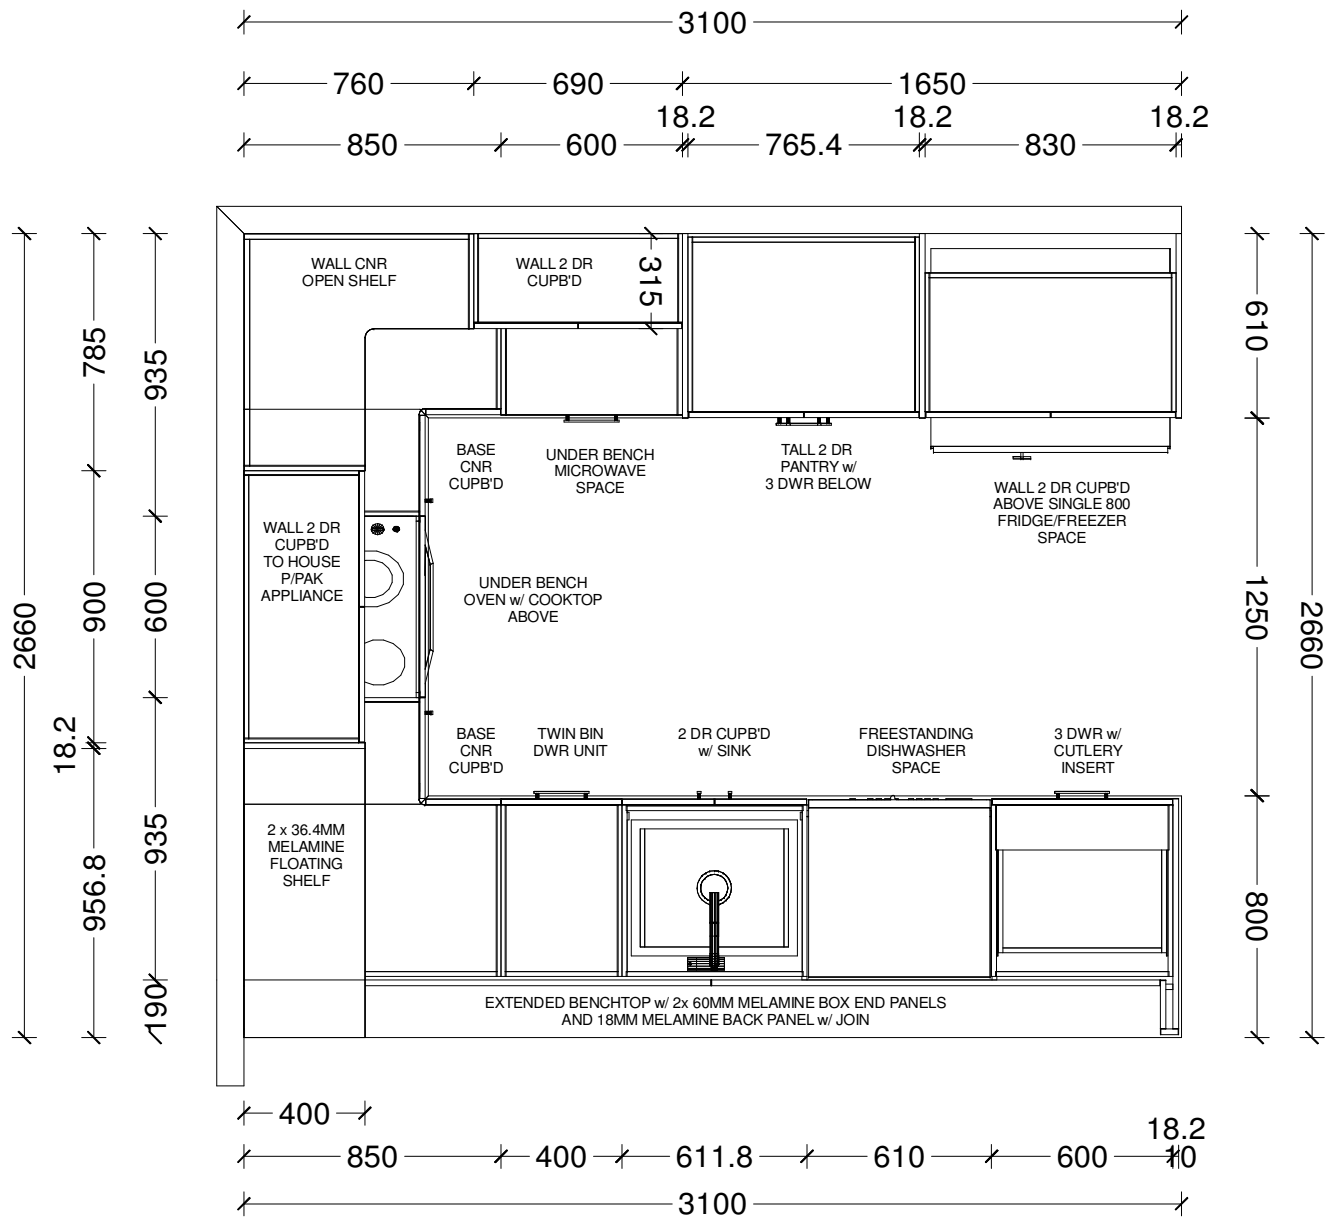 3100
760 690 1650
18.2 18.2 18.2
850 600 765.4 830
WALL CNR
OPEN SHELF
WALL 2 DR
CUPB'D
315
785
935
610
BASE
CNR
CUPB'D
UNDER BENCH
MICROWAVE
SPACE
TALL 2 DR
PANTRY w/
3 DWR BELOW
WALL 2 DR CUPB'D
ABOVE SINGLE 800
FRIDGE/FREEZER
SPACE
WALL 2 DR
CUPB'D
TO HOUSE
P/PAK
APPLIANCE
UNDER BENCH
OVEN w/ COOKTOP
ABOVE
2660
900
600
1250
2660
18.2
BASE
CNR
CUPB'D
TWIN BIN
DWR UNIT
2 DR CUPB'D
w/ SINK
FREESTANDING
DISHWASHER
SPACE
3 DWR w/
CUTLERY
INSERT
2 x 36.4MM
MELAMINE
FLOATING
SHELF
956.8
935
800
190
EXTENDED BENCHTOP w/ 2x 60MM MELAMINE BOX END PANELS
AND 18MM MELAMINE BACK PANEL w/ JOIN
400
18.2
850 400 611.8 610 600 10
3100